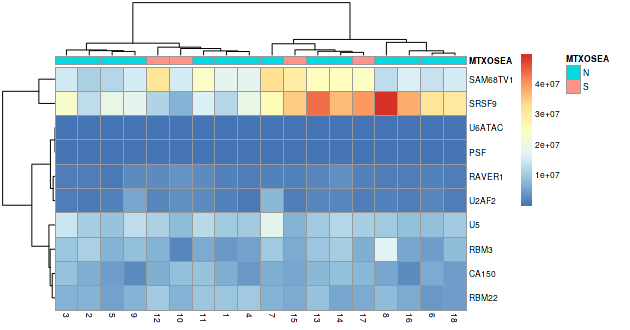 MTXOSEA
MTXOSEA
N
S
SAM68TV1
SRSF9
U6ATAC
PSF
RAVER1
U2AF2
U5
RBM3
CA150
RBM22
4e+07
3e+07
2e+07
1e+07
3 2 5 9 12 10 11 1 4 7 15 13 14 17 8 16 6 18